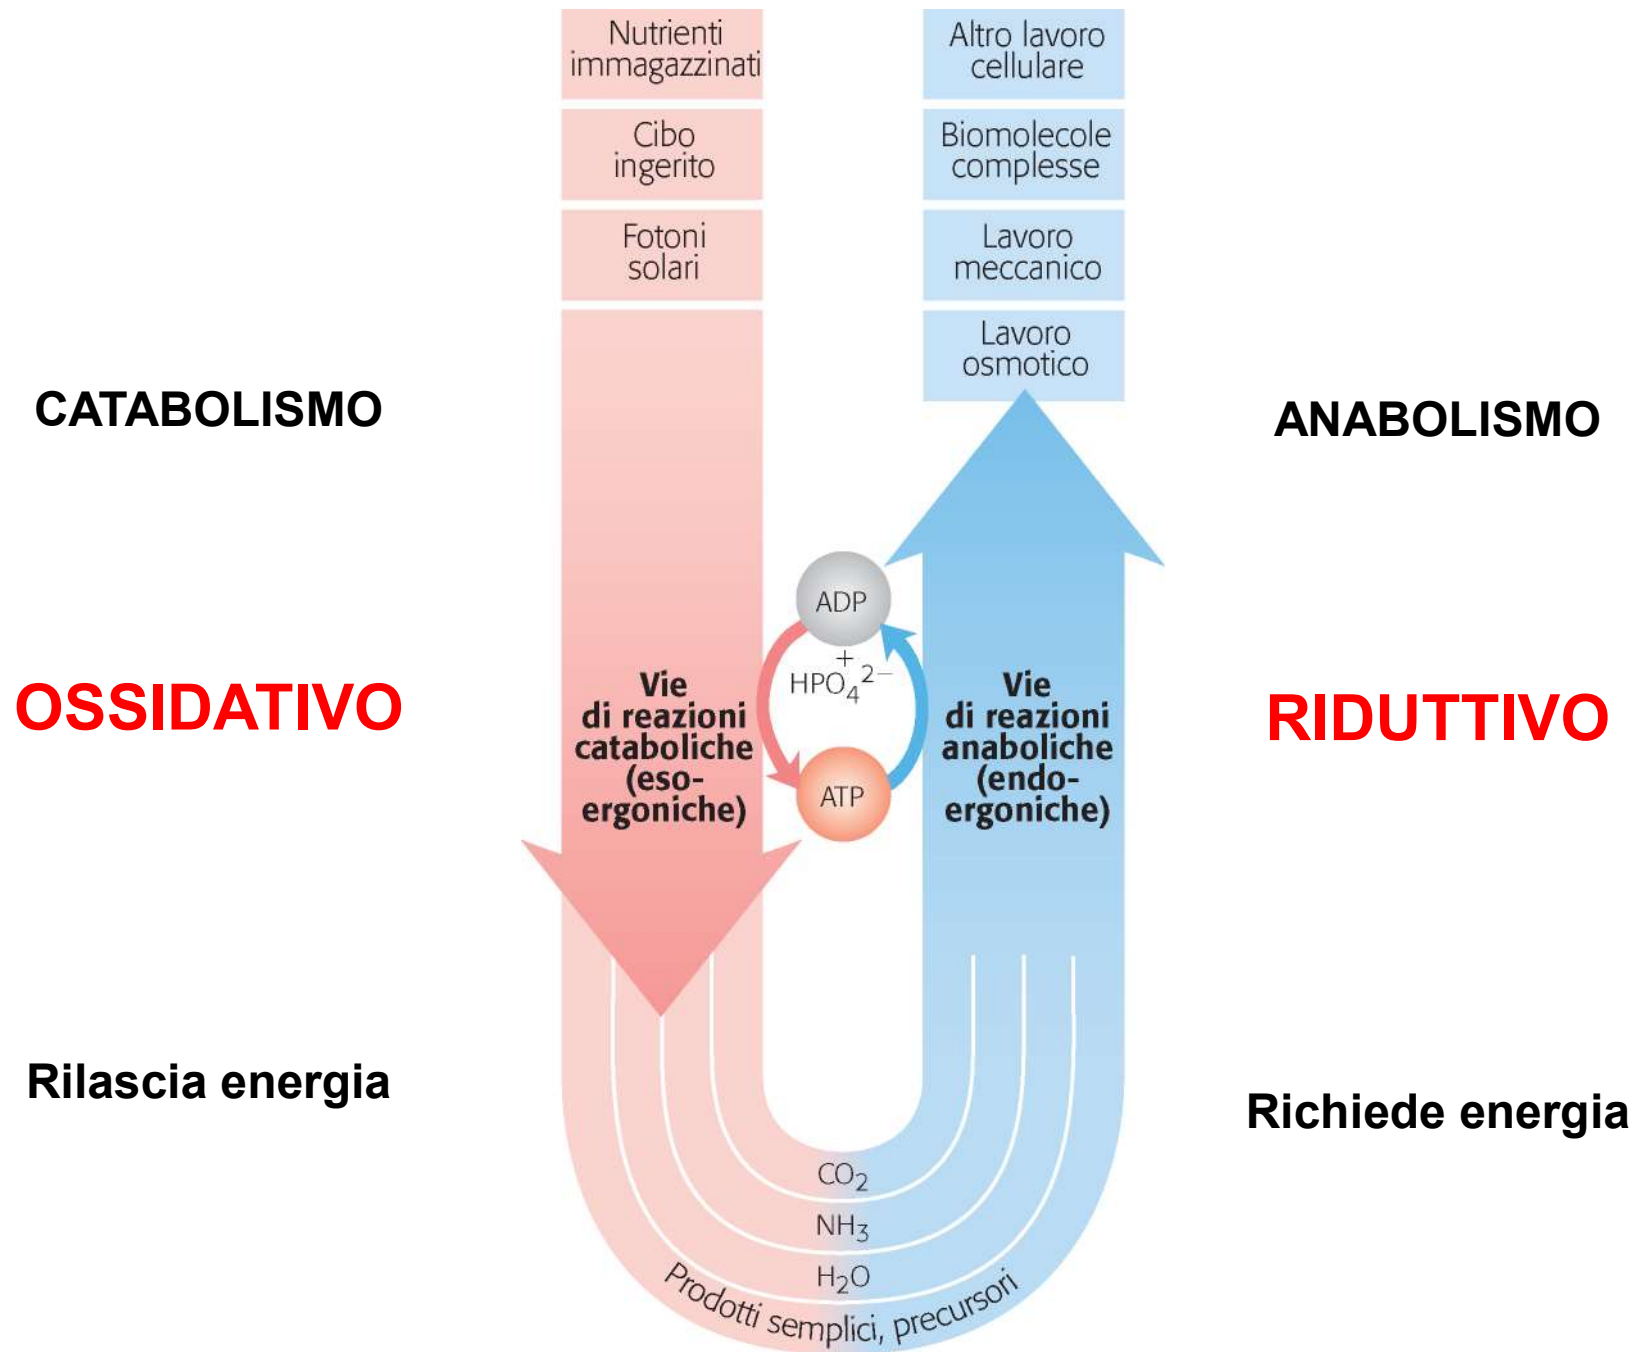 Nutrienti
immagazzinati
Cibo
ingerito
Fotoni
solari
Altro lavoro
cellulare
Biomolecole
complesse
Lavoro
meccanico
Lavoro
osmotico
CATABOLISMO
ANABOLISMO
OSSIDATIVO
RIDUTTIVO
Vie
di reazioni
cataboliche
(eso-
ergoniche)
ADP
+
HPO₄²⁻
ATP
Vie
di reazioni
anaboliche
(endo-
ergoniche)
Rilascia energia
Richiede energia
CO₂
NH₃
H₂O
Prodotti semplici, precursori